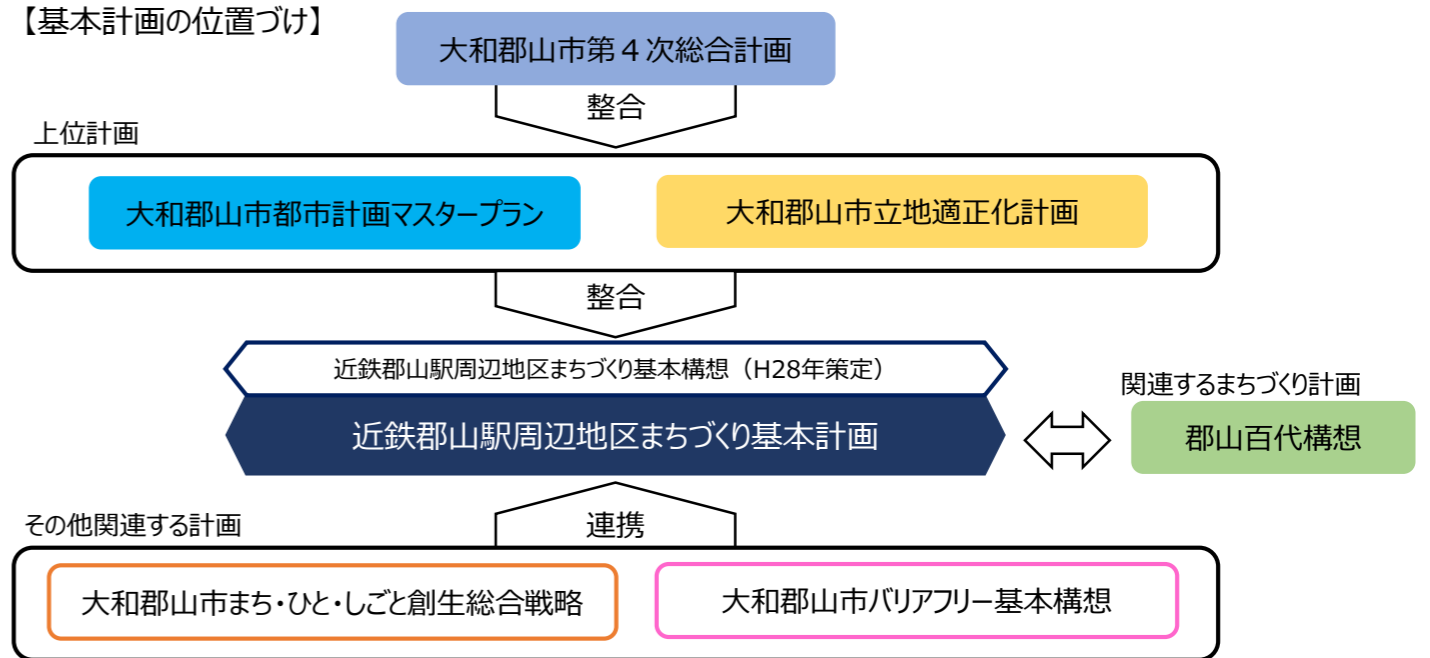 【基本計画の位置づけ】
大和郡山市第４次総合計画
整合
上位計画
大和郡山市都市計画マスタープラン
大和郡山市立地適正化計画
整合
近鉄郡山駅周辺地区まちづくり基本構想（H28年策定）
近鉄郡山駅周辺地区まちづくり基本計画
関連するまちづくり計画
郡山百代構想
連携
その他関連する計画
大和郡山市まち・ひと・しごと創生総合戦略
大和郡山市バリアフリー基本構想